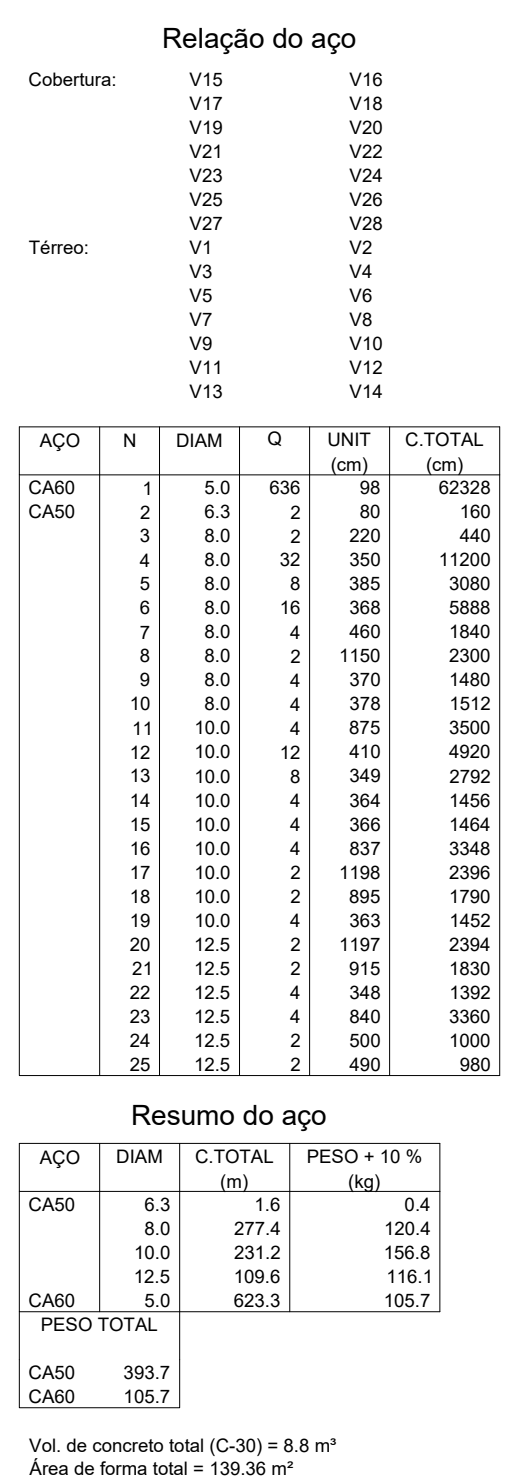 Relação do aço
Cobertura: V15 V16
V17 V18
V19 V20
V21 V22
V23 V24
V25 V26
V27 V28
Térreo: V1 V2
V3 V4
V5 V6
V7 V8
V9 V10
V11 V12
V13 V14
AÇO N DIAM Q UNIT C.TOTAL
(cm) (cm)
CA60 1 5.0 636 98 62328
CA50 2 6.3 2 80 160
3 8.0 2 220 440
4 8.0 32 350 11200
5 8.0 8 385 3080
6 8.0 16 368 5888
7 8.0 4 460 1840
8 8.0 2 1150 2300
9 8.0 4 370 1480
10 8.0 4 378 1512
11 10.0 4 875 3500
12 10.0 12 410 4920
13 10.0 8 349 2792
14 10.0 4 364 1456
15 10.0 4 366 1464
16 10.0 4 837 3348
17 10.0 2 1198 2396
18 10.0 2 895 1790
19 10.0 4 363 1452
20 12.5 2 1197 2394
21 12.5 2 915 1830
22 12.5 4 348 1392
23 12.5 4 840 3360
24 12.5 2 500 1000
25 12.5 2 490 980
Resumo do aço
AÇO DIAM C.TOTAL PESO + 10 %
(m) (kg)
CA50 6.3 1.6 0.4
8.0 277.4 120.4
10.0 231.2 156.8
12.5 109.6 116.1
CA60 5.0 623.3 105.7
PESO TOTAL
CA50 393.7
CA60 105.7
Vol. de concreto total (C-30) = 8.8 m³
Área de forma total = 139.36 m²